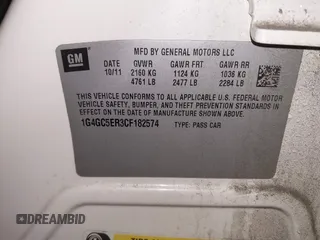 MFD BY GENERAL MOTORS LLC
GM
10/11 GVWR GAWR FRT GAWR RR
2160 KG 1124 KG 1036 KG
4761 LB 2477 LB 2284 LB
THIS VEHICLE CONFORMS TO ALL APPLICABLE U.S. FEDERAL MOTOR
VEHICLE SAFETY, BUMPER, AND THEFT PREVENTION STANDARDS IN
EFFECT ON THE DATE OF MANUFACTURE SHOWN ABOVE.
1G4GC5ER3CF182574 TYPE: PASS CAR
DREAMBID